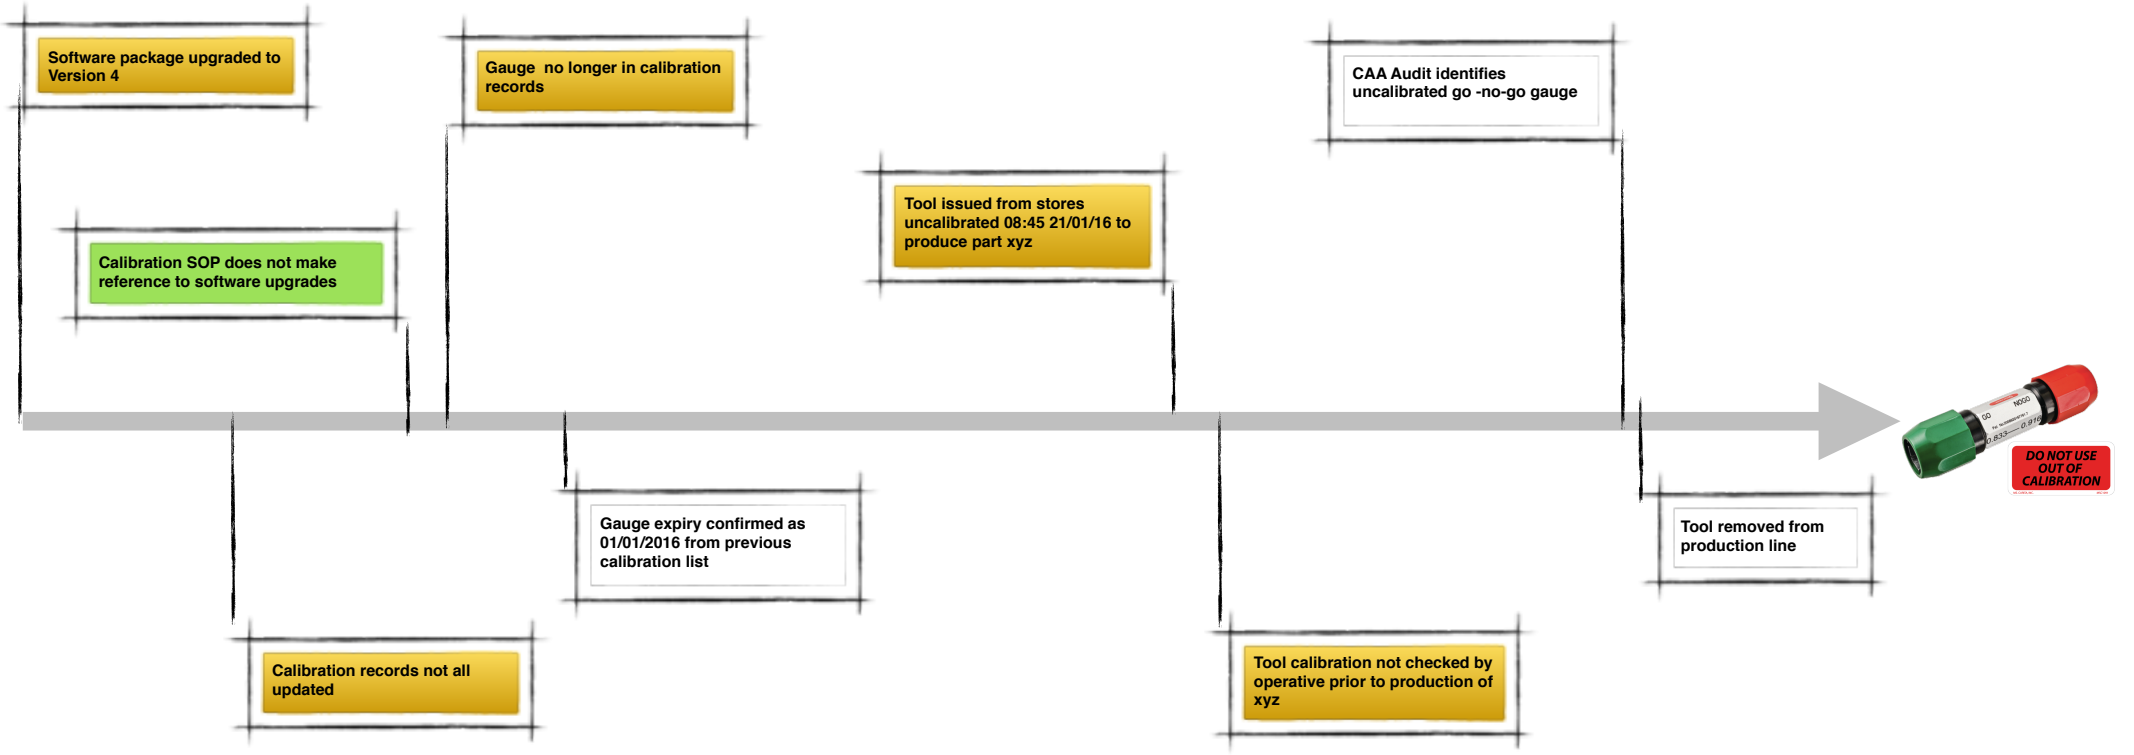 Software package upgraded to
Version 4
Gauge  no longer in calibration
records
CAA Audit identifies
uncalibrated go -no-go gauge
Tool issued from stores
uncalibrated 08:45 21/01/16 to
produce part xyz
Calibration SOP does not make
reference to software upgrades
GO
NOGO
0.833 — 0.916
DO NOT USE
OUT OF
CALIBRATION
Gauge expiry confirmed as
01/01/2016 from previous
calibration list
Tool removed from
production line
Calibration records not all
updated
Tool calibration not checked by
operative prior to production of
xyz